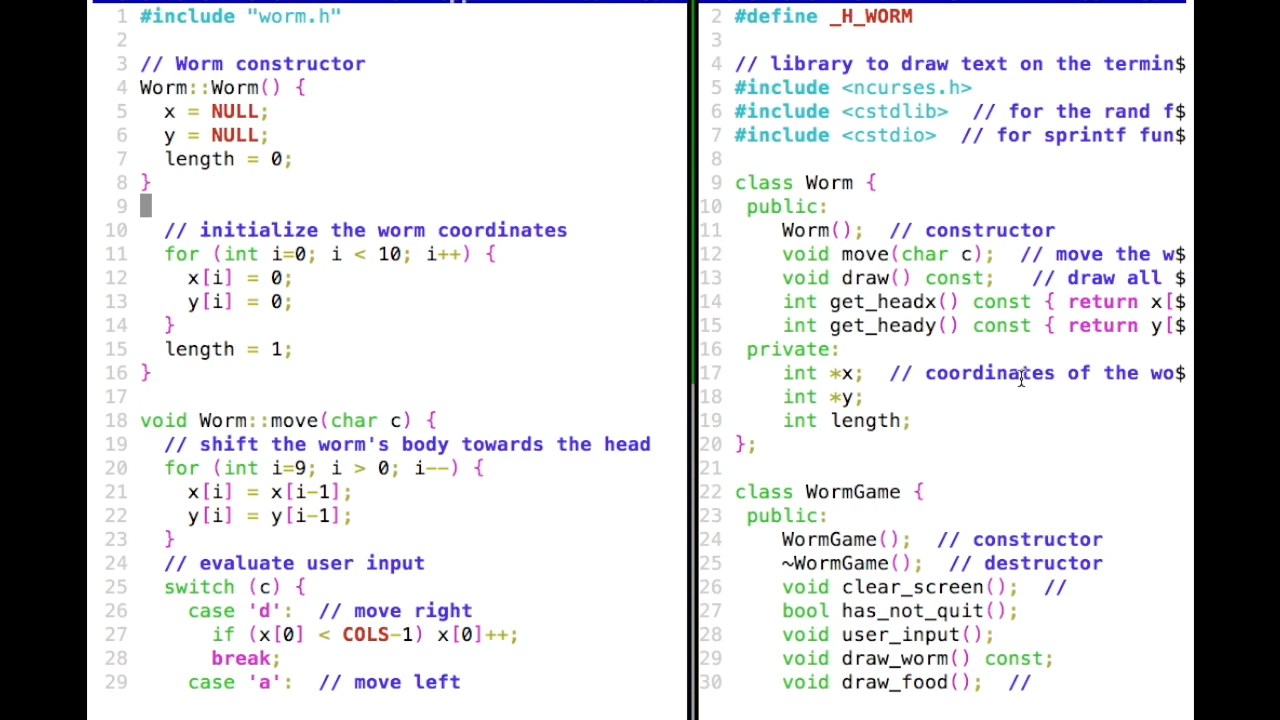 1 #include "worm.h"
2
3 // Worm constructor
4 Worm::Worm() {
5   x = NULL;
6   y = NULL;
7   length = 0;
8 }
9
10   // initialize the worm coordinates
11   for (int i=0; i < 10; i++) {
12     x[i] = 0;
13     y[i] = 0;
14   }
15   length = 1;
16 }
17
18 void Worm::move(char c) {
19   // shift the worm's body towards the head
20   for (int i=9; i > 0; i--) {
21     x[i] = x[i-1];
22     y[i] = y[i-1];
23   }
24   // evaluate user input
25   switch (c) {
26     case 'd':  // move right
27       if (x[0] < COLS-1) x[0]++;
28       break;
29     case 'a':  // move left
2 #define _H_WORM
3
4 // library to draw text on the termin$
5 #include <ncurses.h>
6 #include <cstdlib>  // for the rand f$
7 #include <cstdio>  // for sprintf fun$
8
9 class Worm {
10  public:
11     Worm();  // constructor
12     void move(char c);  // move the w$
13     void draw() const;   // draw all $
14     int get_headx() const { return x[$
15     int get_heady() const { return y[$
16  private:
17     int *x;  // coordinates of the wo$
18     int *y;
19     int length;
20 };
21
22 class WormGame {
23  public:
24     WormGame();  // constructor
25     ~WormGame();  // destructor
26     void clear_screen();  //
27     bool has_not_quit();
28     void user_input();
29     void draw_worm() const;
30     void draw_food();  //